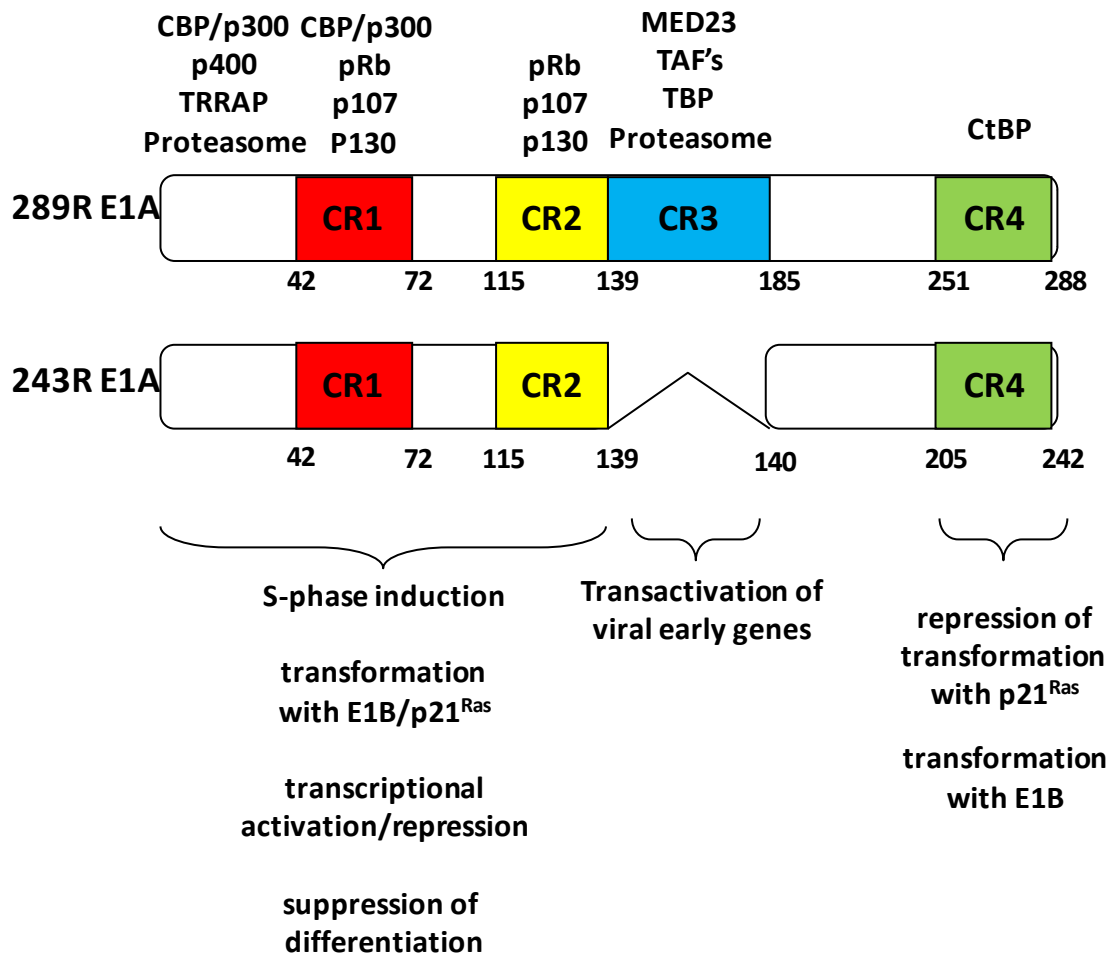 CBP/p300
p400
TRRAP
Proteasome
CBP/p300
pRb
p107
P130
pRb
p107
p130
MED23
TAF's
TBP
Proteasome
CtBP
289R E1A
CR1
CR2
CR3
CR4
42
72
115
139
185
251
288
243R E1A
CR1
CR2
CR4
42
72
115
139
140
205
242
S-phase induction
transformation
with E1B/p21Ras
transcriptional
activation/repression
suppression of
differentiation
Transactivation of
viral early genes
repression of
transformation
with p21Ras
transformation
with E1B